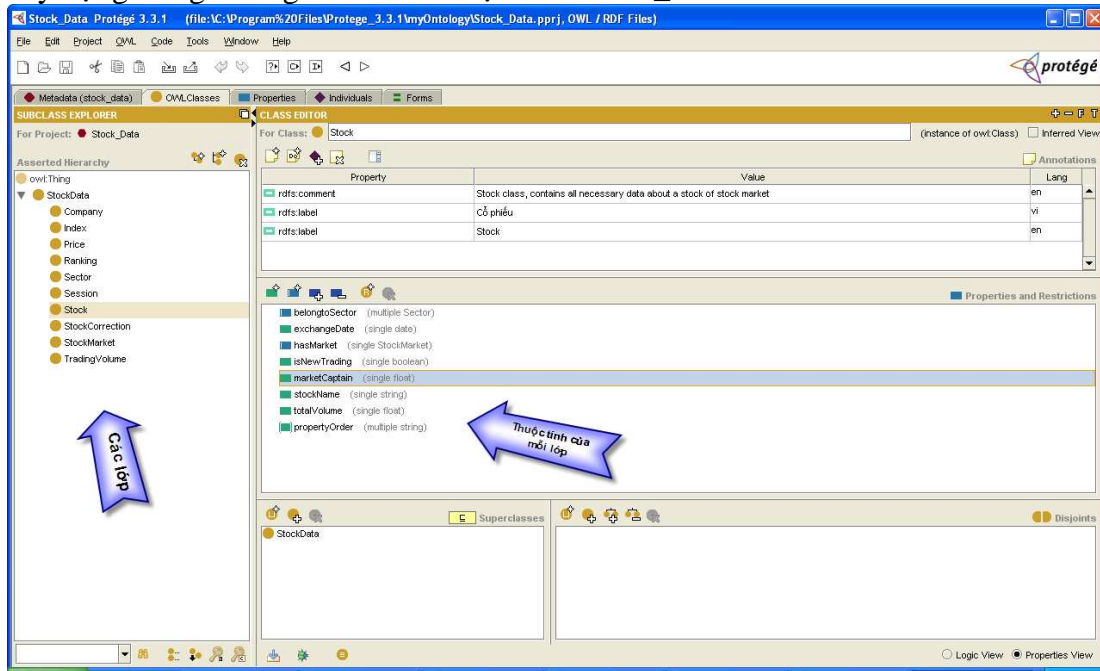 Stock_Data Protégé 3.3.1 (file:\C:\Program%20Files\Protege_3.3.1\myOntology\Stock_Data.pprj, OWL / RDF Files)
File Edit Project OWL Code Tools Window Help
protégé
Metadata (stock_data) OWLClasses Properties Individuals Forms
SUBCLASS EXPLORER
CLASS EDITOR
For Project: Stock_Data
For Class: Stock (instance of owl:Class) Inferred View
Asserted Hierarchy
Annotations
Property Value Lang
rdfs:comment Stock class, contains all necessary data about a stock of stock market en
rdfs:label Cổ phiếu vi
rdfs:label Stock en
owl:Thing
StockData
Company
Index
Price
Ranking
Sector
Session
Stock
StockCorrection
StockMarket
TradingVolume
Các lớp
Properties and Restrictions
belongtoSector (multiple Sector)
exchangeDate (single date)
hasMarket (single StockMarket)
isNewTrading (single boolean)
marketCaptain (single float)
stockName (single string)
totalVolume (single float)
propertyOrder (multiple string)
Thuộc tính của
mỗi lớp
Superclasses
Disjoints
StockData
Logic View Properties View